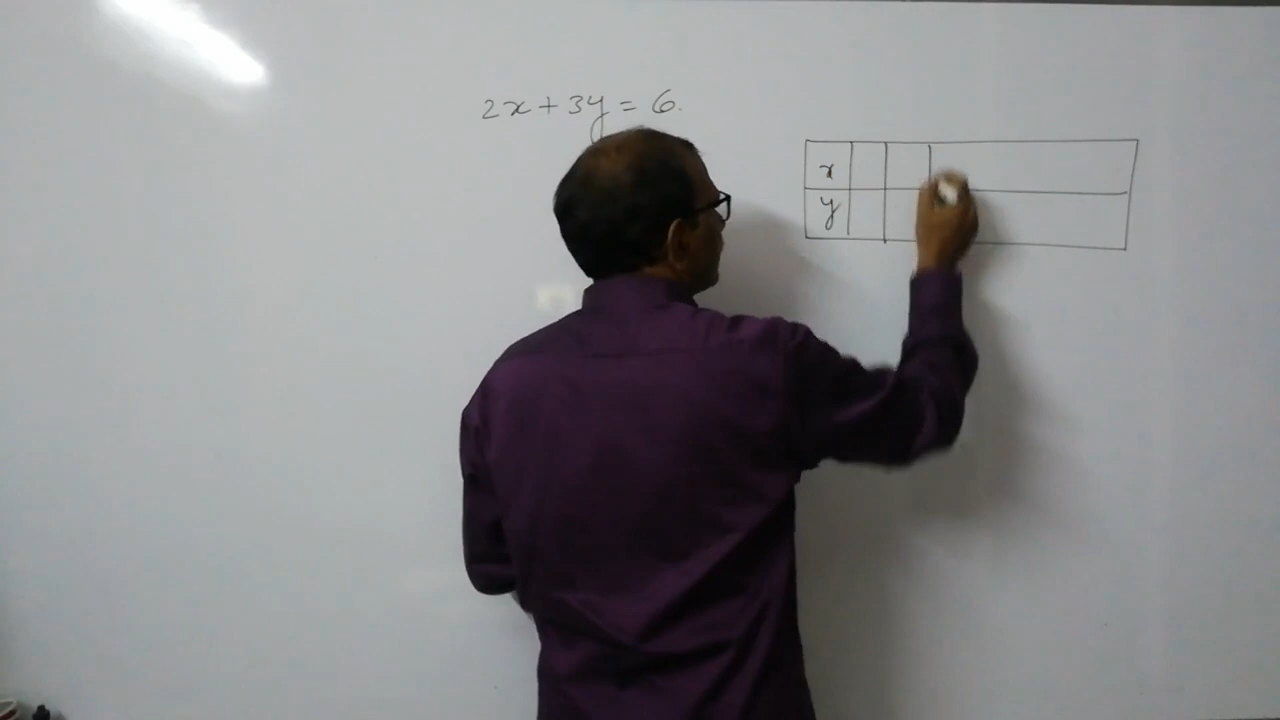 2x + 3y = 6.
x
y